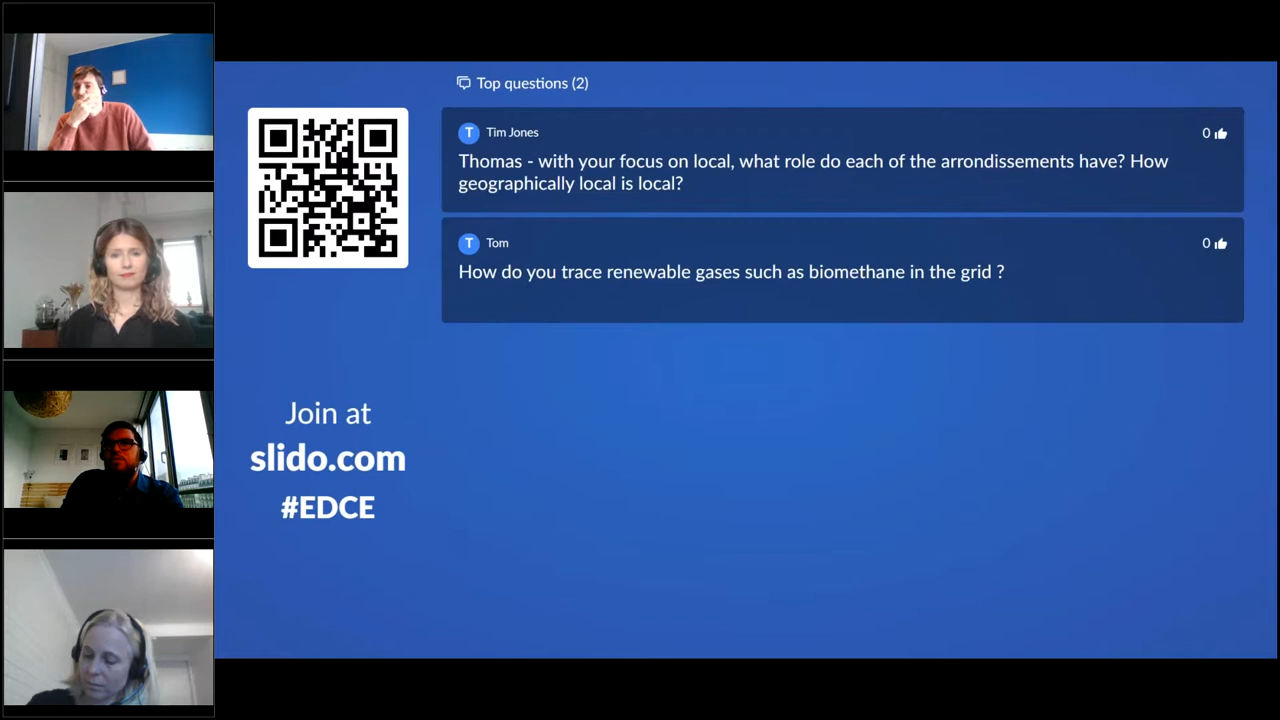 Top questions (2)
T Tim Jones
0
Thomas - with your focus on local, what role do each of the arrondissements have? How
geographically local is local?
T Tom
0
How do you trace renewable gases such as biomethane in the grid ?
Join at
slido.com
#EDCE